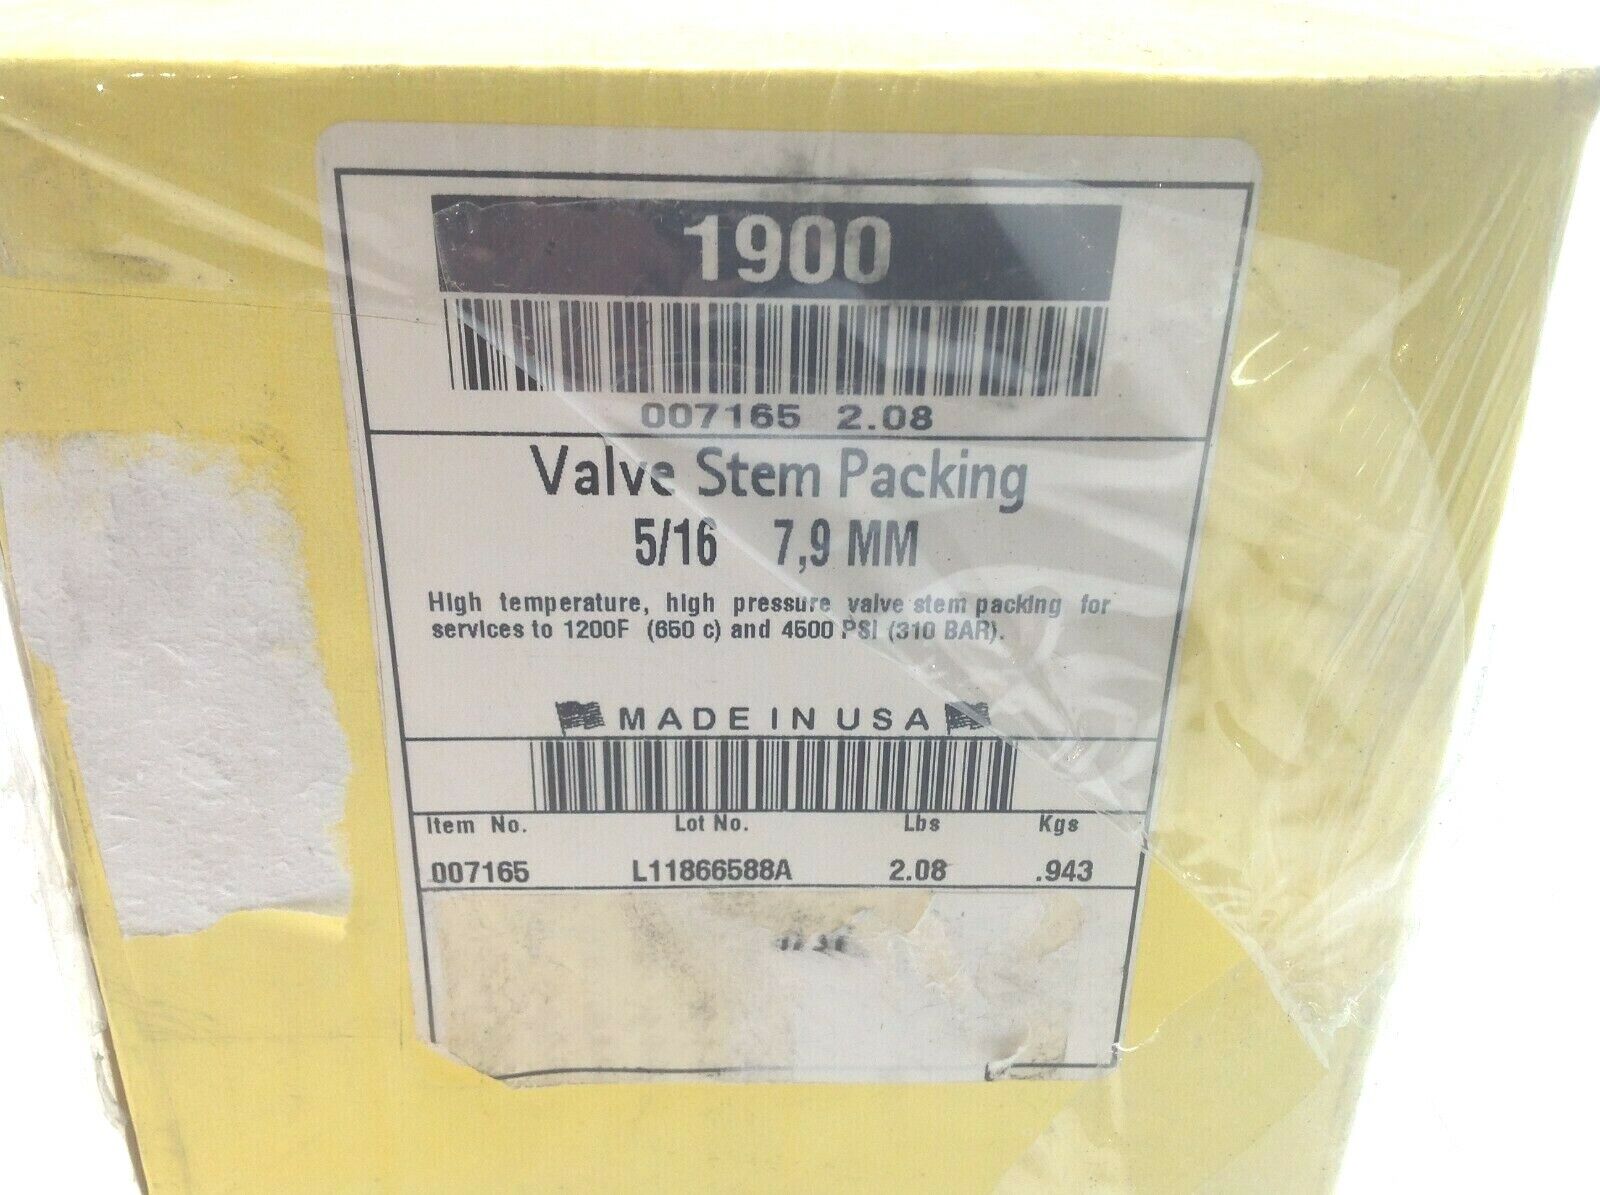 1900
007165 2.08
Valve Stem Packing
5/16 7,9 MM
High temperature, high pressure valve stem packing for
services to 1200F (650 c) and 4500 PSI (310 BAR).
MADE IN USA
Item No. Lot No. Lbs Kgs
007165 L11866588A 2.08 .943